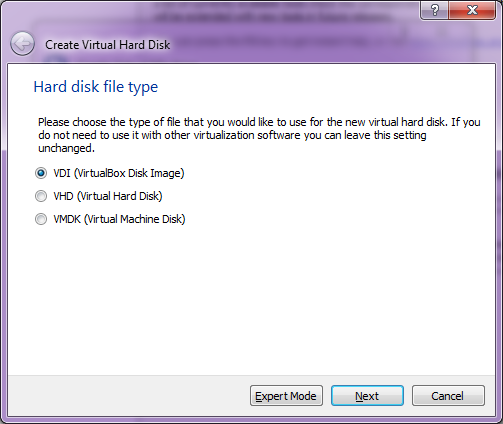 ?
Create Virtual Hard Disk
Hard disk file type
Please choose the type of file that you would like to use for the new virtual hard disk. If you
do not need to use it with other virtualization software you can leave this setting
unchanged.
VDI (VirtualBox Disk Image)
VHD (Virtual Hard Disk)
VMDK (Virtual Machine Disk)
Expert Mode
Next
Cancel